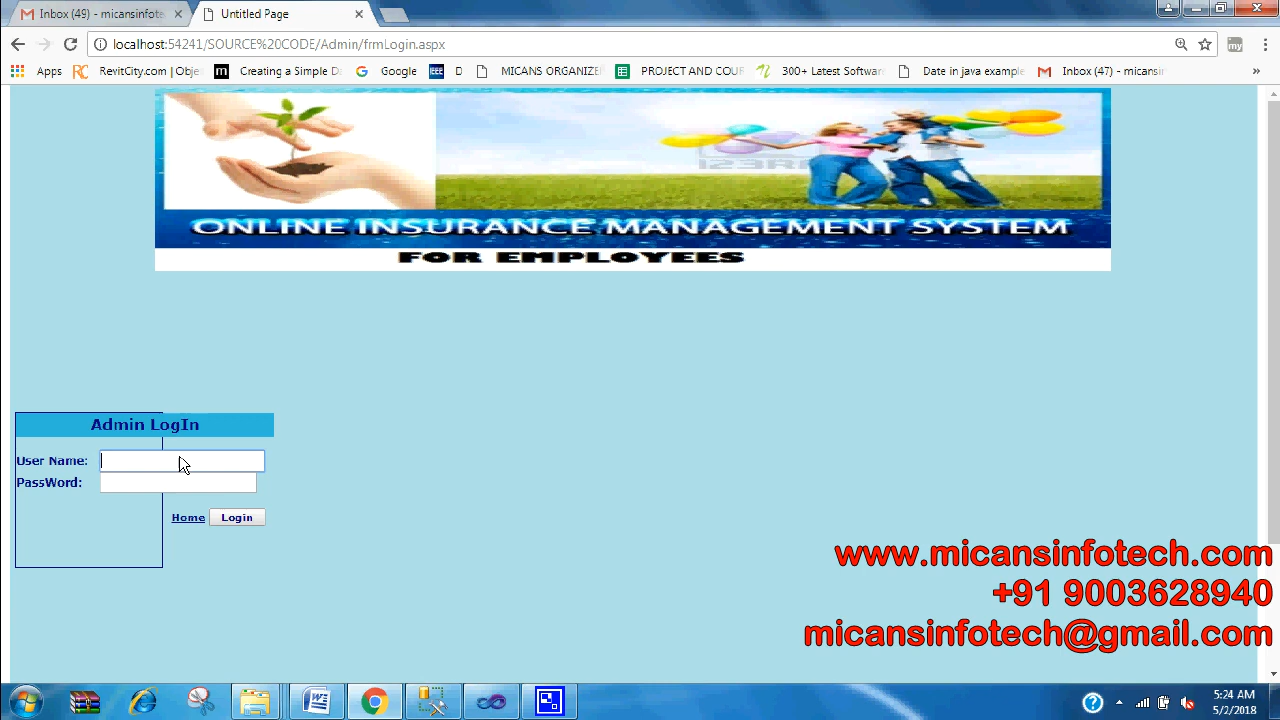 Inbox (49) - micansinfote
Untitled Page
localhost:54241/SOURCE%20CODE/Admin/frmLogin.aspx
Apps
RevitCity.com | Obje
Creating a Simple D
Google
IEEE
D
MICANS ORGANIZER
PROJECT AND COUR
300+ Latest Softwar
Date in java example
Inbox (47) - micansin
»
ONLINE INSURANCE MANAGEMENT SYSTEM
FOR EMPLOYEES
Admin LogIn
User Name:
PassWord:
Home
Login
www.micansinfotech.com
+91 9003628940
micansinfotech@gmail.com
5:24 AM
5/2/2018